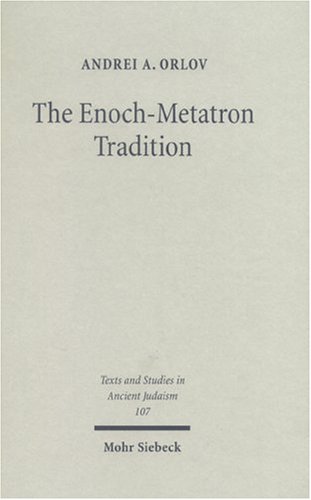 ANDREI A. ORLOV
The Enoch-Metatron
Tradition
Texts and Studies in
Ancient Judaism
107
Mohr Siebeck